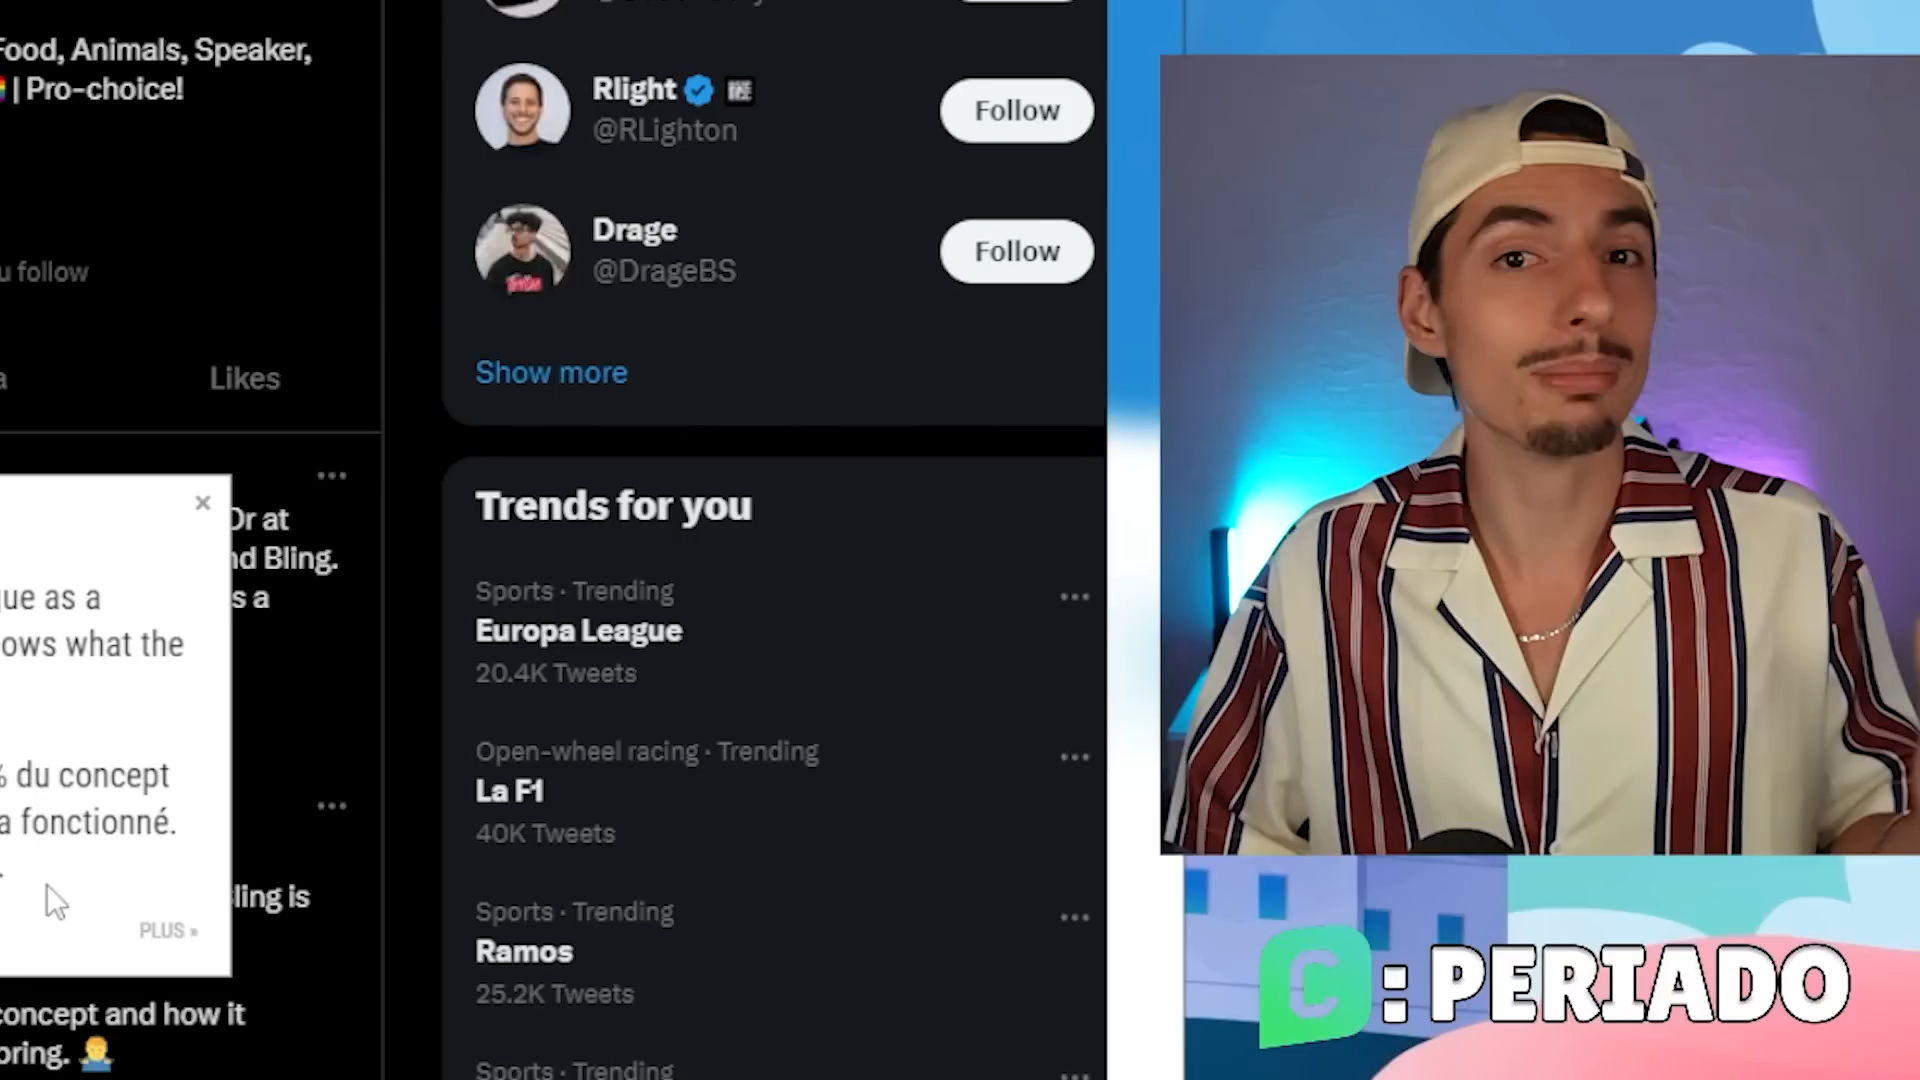 Food, Animals, Speaker,
| Pro-choice!
u follow
a
Likes
Or at
nd Bling.
s a
×
que as a
ows what the
% du concept
a fonctionné.
PLUS »
ling is
concept and how it
oring.
Rlight
@RLighton
Follow
Drage
@DrageBS
Follow
Show more
Trends for you
Sports · Trending
Europa League
20.4K Tweets
Open-wheel racing · Trending
La F1
40K Tweets
Sports · Trending
Ramos
25.2K Tweets
Sports · Trending
C : PERIADO